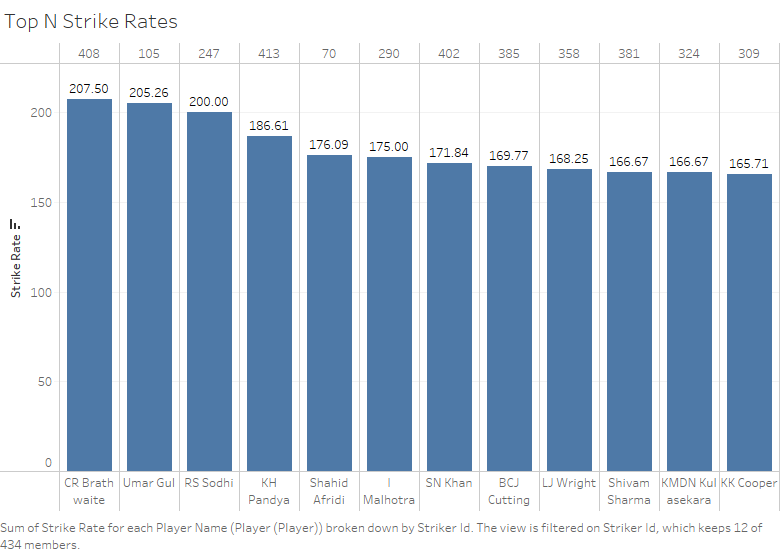 Top N Strike Rates
408 105 247 413 70 290 402 385 358 381 324 309
207.50 205.26 200.00 186.61 176.09 175.00 171.84 169.77 168.25 166.67 166.67 165.71
200
150
100
50
0
Strike Rate
CR Brath Umar Gul RS Sodhi KH Shahid I SN Khan BCJ LJ Wright Shivam KMDN Kul KK Cooper
waite Pandya Afridi Malhotra Cutting Sharma asekara
Sum of Strike Rate for each Player Name (Player (Player)) broken down by Striker Id. The view is filtered on Striker Id, which keeps 12 of
434 members.